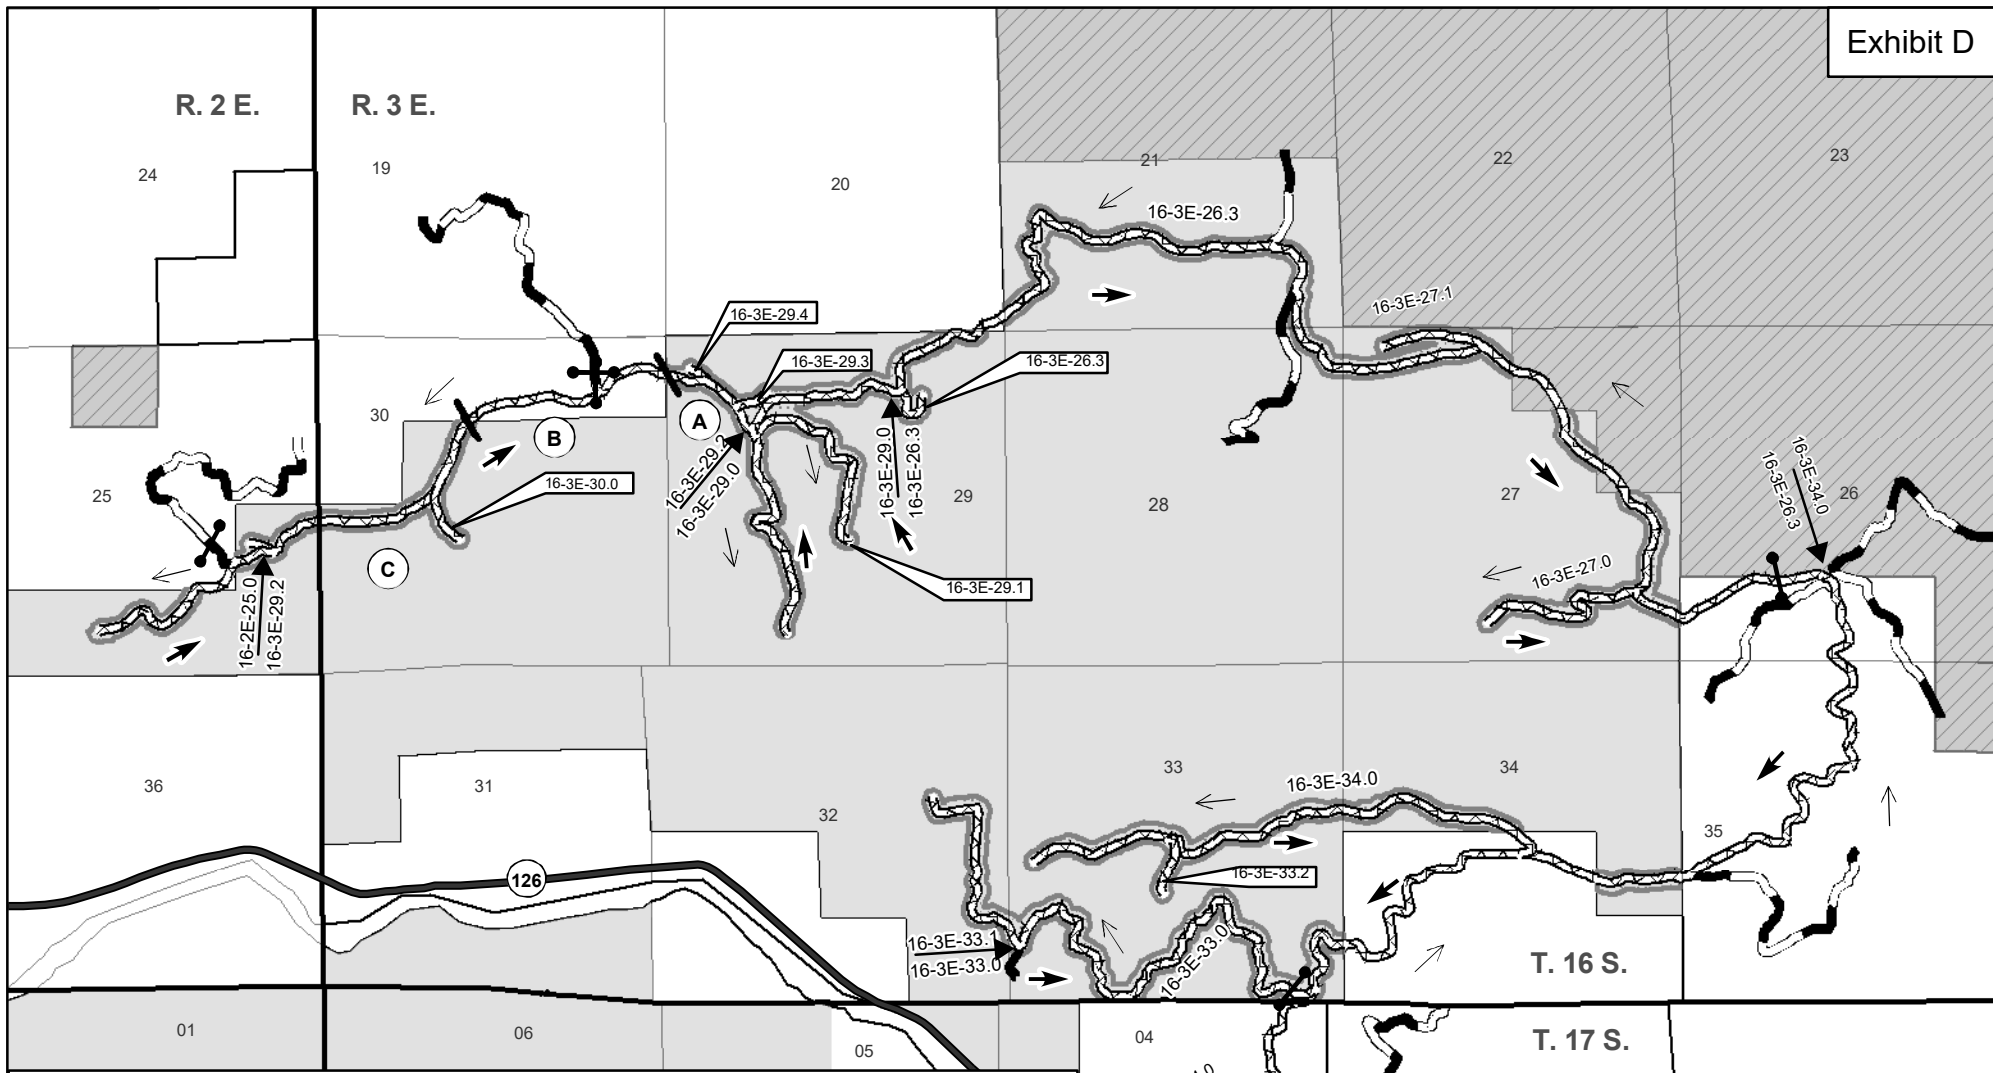 Exhibit D
R. 2 E.
R. 3 E.
24
19
20
21
22
23
16-3E-26.3
16-3E-27.1
16-3E-29.4
16-3E-29.3
16-3E-26.3
30
A
B
16-3E-29.2
16-3E-29.0
16-3E-29.0
16-3E-26.3
16-3E-30.0
25
29
28
27
26
16-3E-34.0
16-3E-26.3
C
16-3E-29.1
16-3E-27.0
16-2E-25.0
16-3E-29.2
36
31
32
33
34
35
16-3E-34.0
126
16-3E-33.2
16-3E-33.1
16-3E-33.0
16-3E-33.0
T. 16 S.
01
06
05
04
T. 17 S.